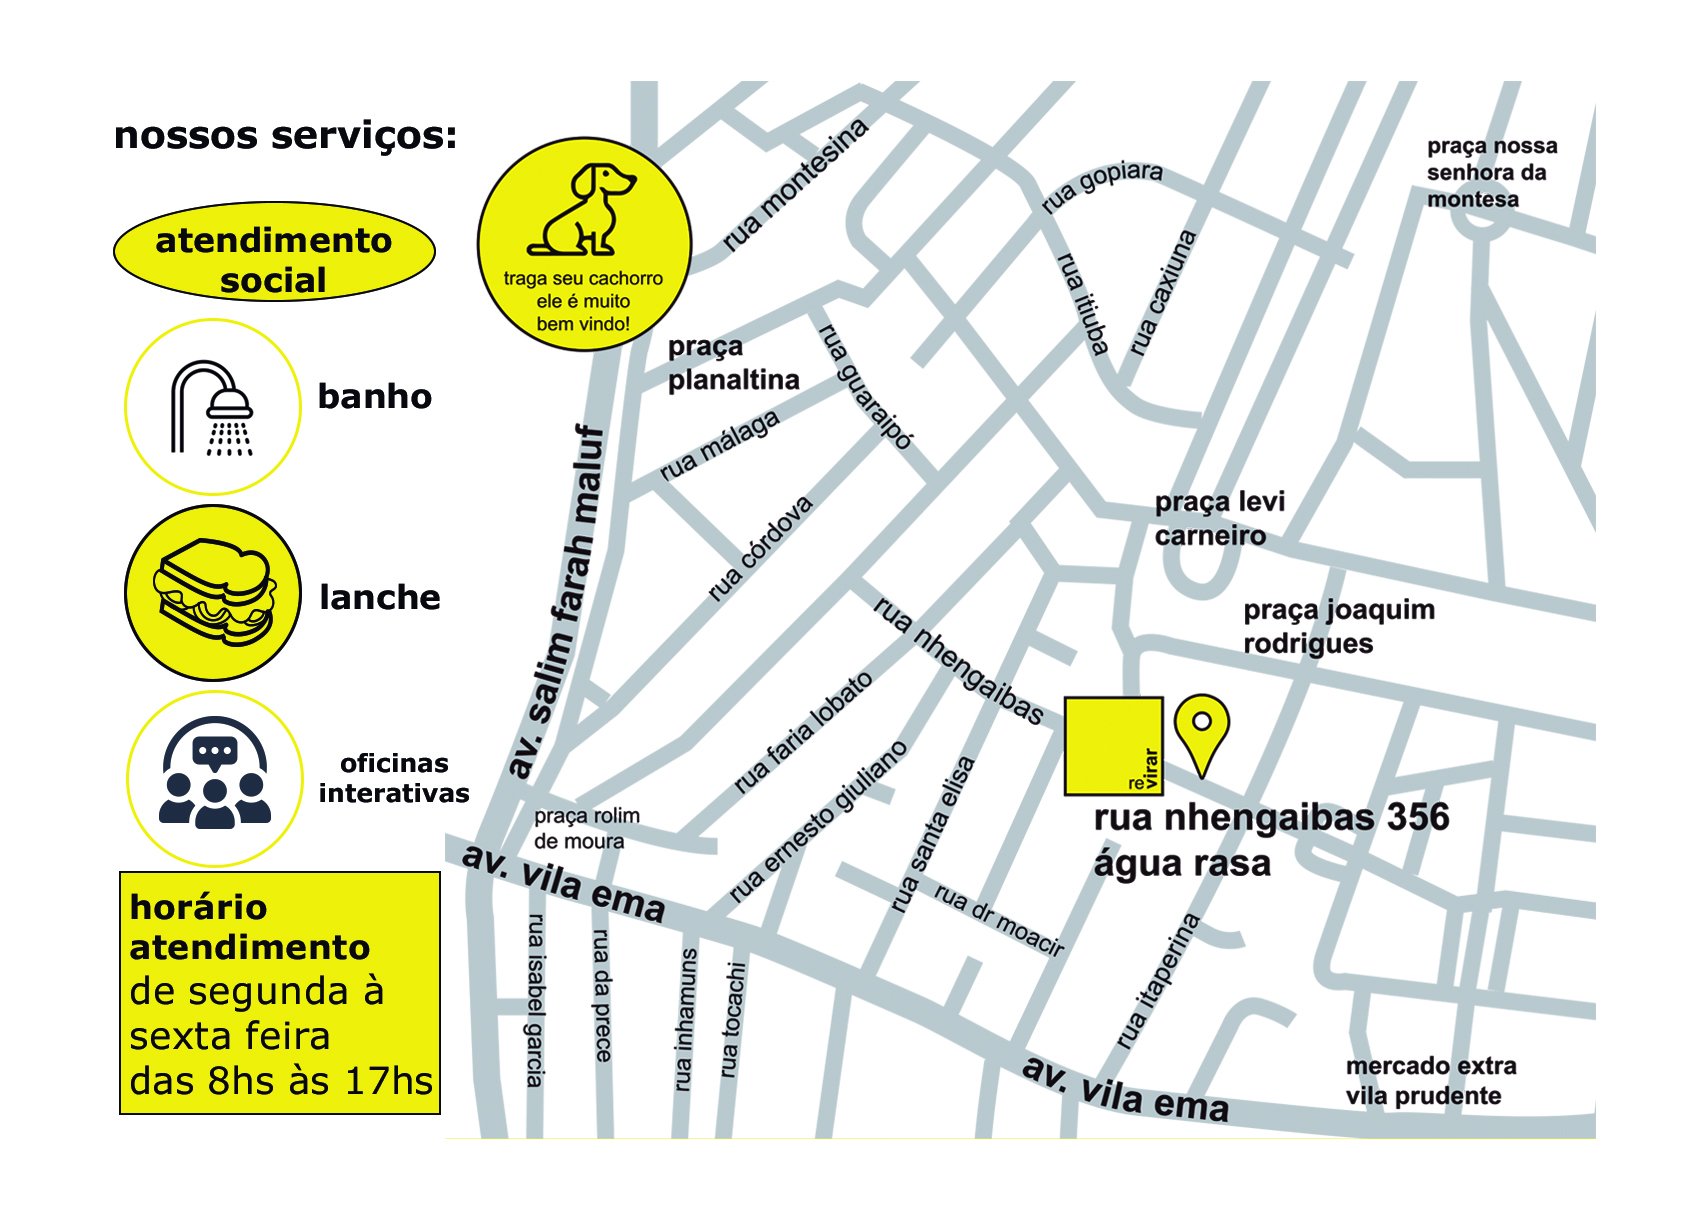 nossos serviços:
atendimento
social
banho
lanche
oficinas
interativas
horário
atendimento
de segunda à
sexta feira
das 8hs às 17hs
traga seu cachorro
ele é muito
bem vindo!
rua montesina
rua gopiara
praça nossa
senhora da
montesa
rua itiuba
rua caxiuna
praça
planaltina
rua guaraipó
rua málaga
av. salim farah maluf
rua córdova
praça levi
carneiro
rua nhengaibas
praça joaquim
rodrigues
rua faria lobato
rua ernesto giuliano
rua santa elisa
re
virar
rua nhengaibas 356
água rasa
praça rolim
de moura
av. vila ema
rua dr moacir
rua itaperina
rua isabel garcia
rua da prece
rua inhamuns
rua tocachi
av. vila ema
mercado extra
vila prudente